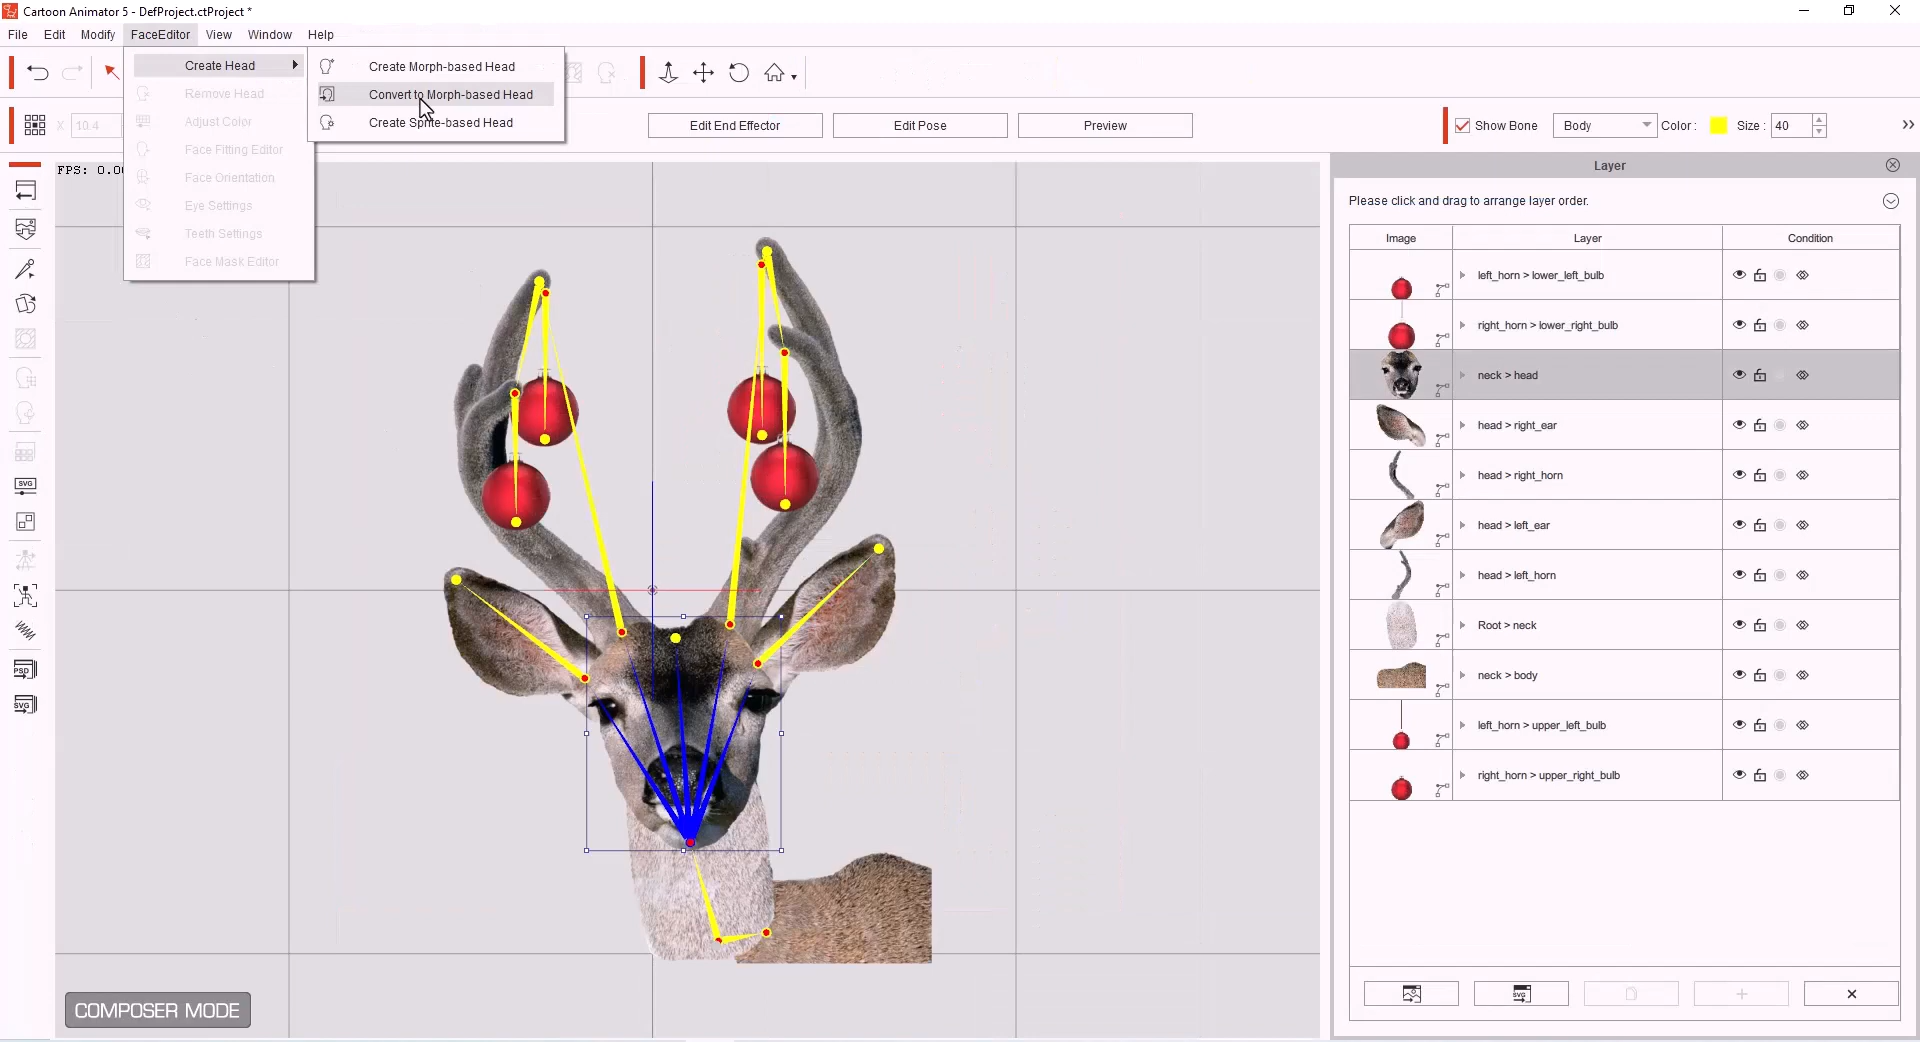 Cartoon Animator 5 - DefProject.ctProject *
File Edit Modify FaceEditor View Window Help
Create Head
Remove Head
Adjust Color
Face Fitting Editor
Face Orientation
Eye Settings
Teeth Settings
Face Mask Editor
Create Morph-based Head
Convert to Morph-based Head
Create Sprite-based Head
X 10.4
Edit End Effector Edit Pose Preview
Show Bone Body Color : Size : 40
FPS: 0.00
Layer
Please click and drag to arrange layer order.
Image Layer Condition
left_horn > lower_left_bulb
right_horn > lower_right_bulb
neck > head
head > right_ear
head > right_horn
head > left_ear
head > left_horn
Root > neck
neck > body
left_horn > upper_left_bulb
right_horn > upper_right_bulb
SVG
PSD
SVG
SVG
COMPOSER MODE